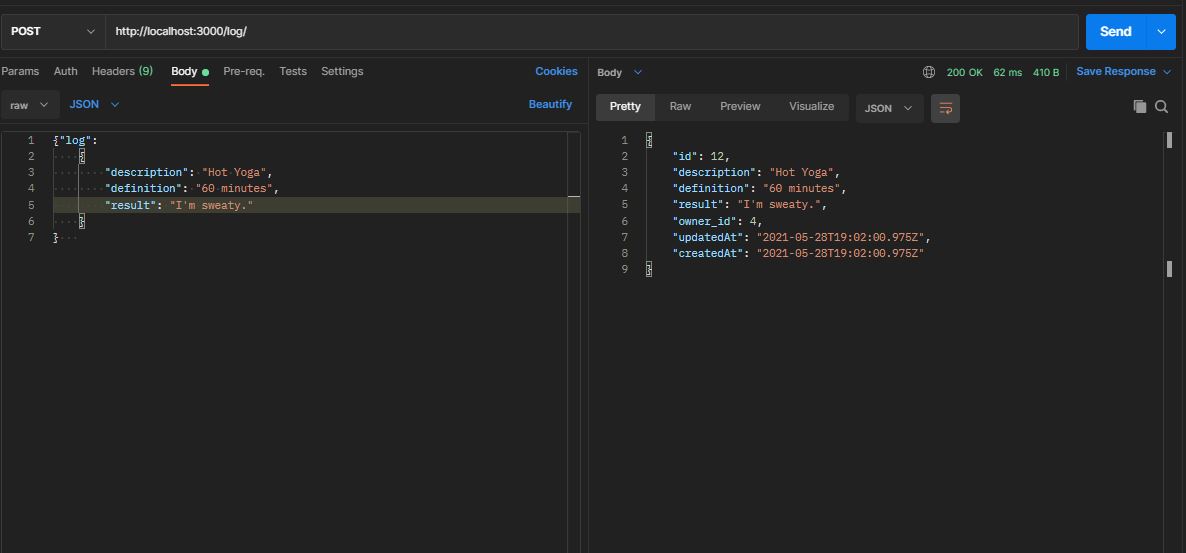 POST http://localhost:3000/log/ Send
Params Auth Headers (9) Body Pre-req. Tests Settings Cookies
raw JSON Beautify
1 {"log":
2 {
3 "description": "Hot Yoga",
4 "definition": "60 minutes",
5 "result": "I'm sweaty."
6 }
7 }
Body 200 OK 62 ms 410 B Save Response
Pretty Raw Preview Visualize JSON
1 {
2 "id": 12,
3 "description": "Hot Yoga",
4 "definition": "60 minutes",
5 "result": "I'm sweaty.",
6 "owner_id": 4,
7 "updatedAt": "2021-05-28T19:02:00.975Z",
8 "createdAt": "2021-05-28T19:02:00.975Z"
9 }